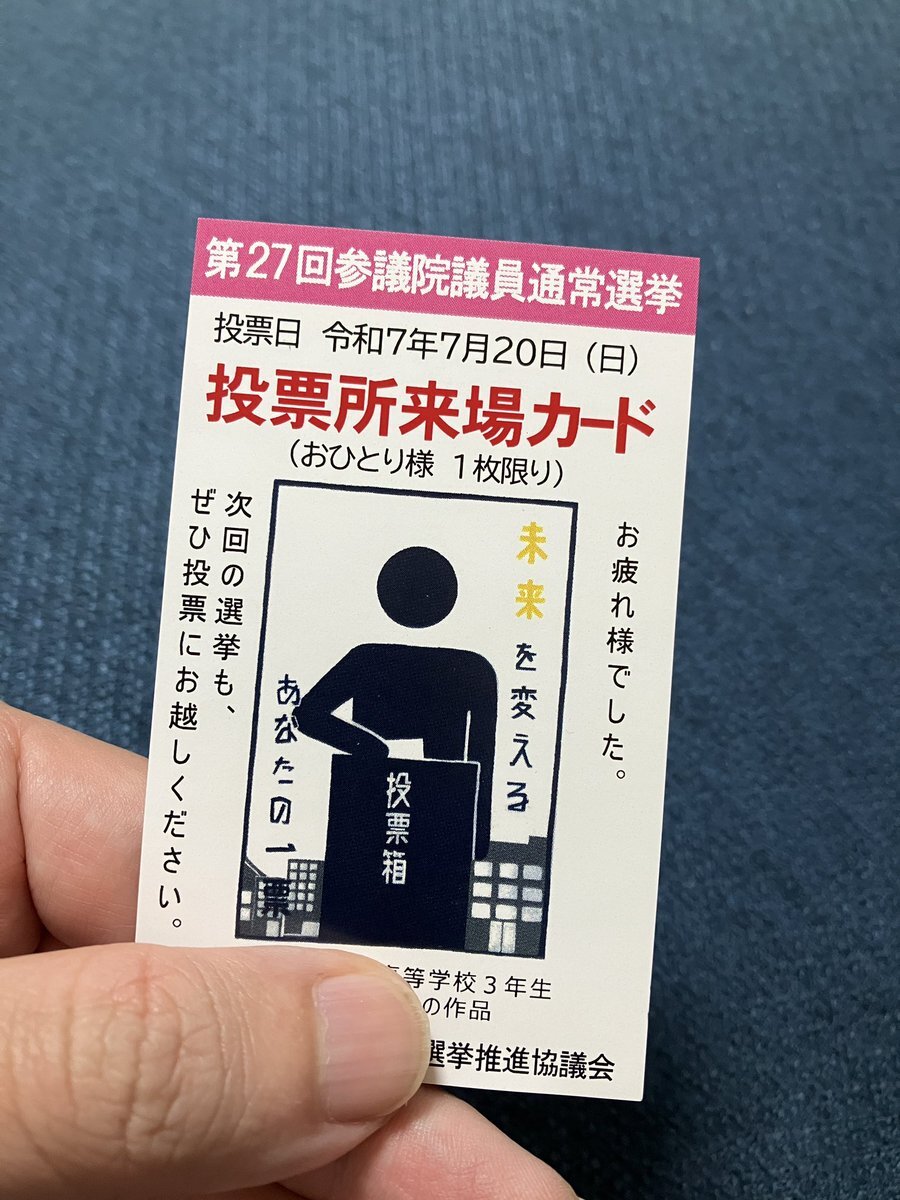 第27回参議院議員通常選挙
投票日 令和7年7月20日（日）
投票所来場カード
（おひとり様 1枚限り）
お疲れ様でした。
未来を変える
あなたの一票
投票箱
次回の選挙も、
ぜひ投票にお越しください。
等学校3年生
の作品
選挙推進協議会